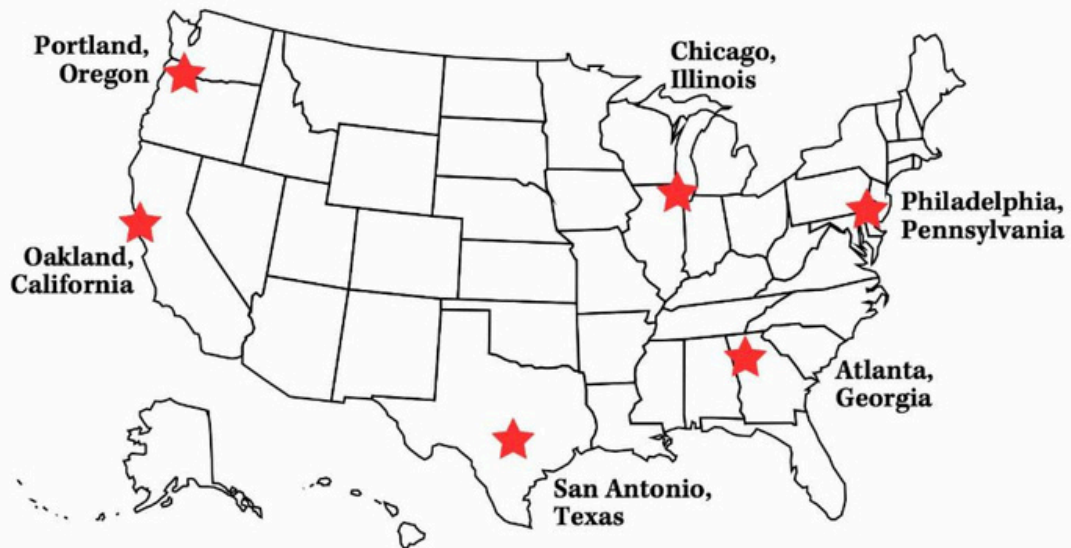 Portland,
Oregon
Chicago,
Illinois
Philadelphia,
Pennsylvania
Oakland,
California
Atlanta,
Georgia
San Antonio,
Texas